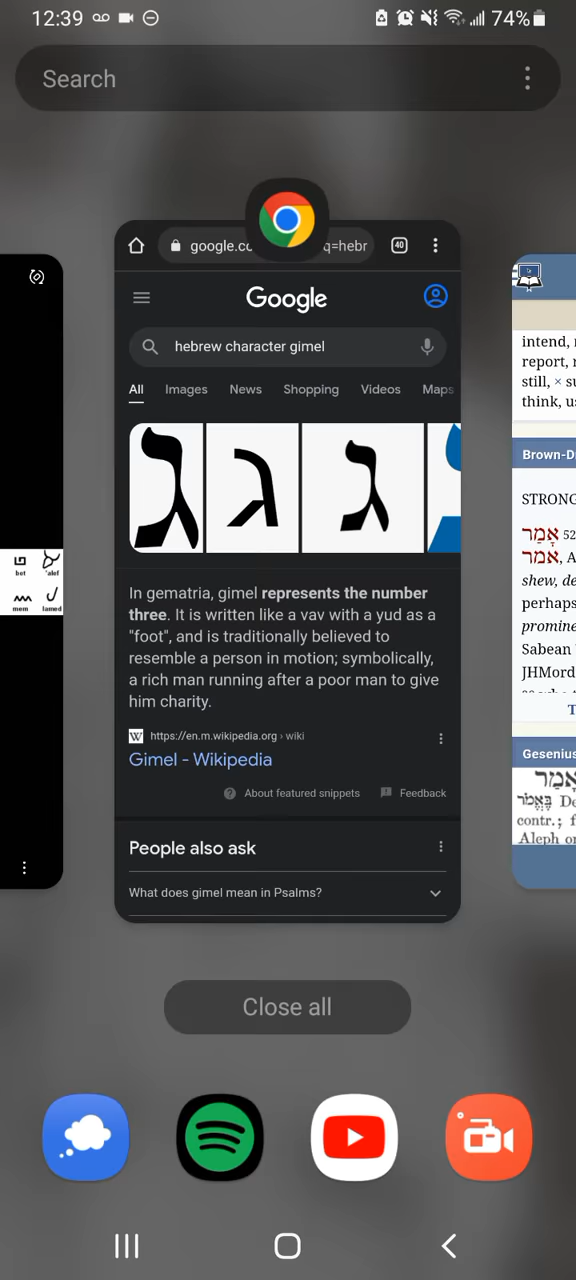 12:39
74%
Search
google.co
q=hebr
40
Google
hebrew character gimel
All Images News Shopping Videos Maps
ג ג ג
In gematria, gimel represents the number
three. It is written like a vav with a yud as a
"foot", and is traditionally believed to
resemble a person in motion; symbolically,
a rich man running after a poor man to give
him charity.
W https://en.m.wikipedia.org › wiki
Gimel - Wikipedia
About featured snippets Feedback
People also ask
What does gimel mean in Psalms?
bet 'alef
mem lamed
intend,
report,
still, ×
think,
Brown-D
STRONG
אָמַר 52
אמר, A
shew, de
perhaps
promine
Sabean
JHMord
T
Gesenius
בֶּאֱמֹר De
contr.; f
Aleph or
Close all